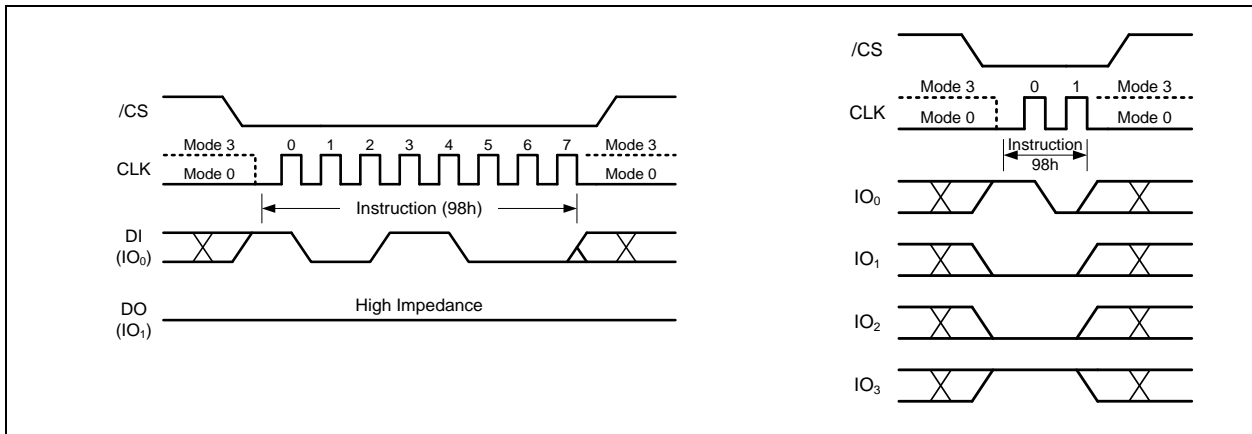 /CS
Mode 3 0 1 2 3 4 5 6 7 Mode 3
CLK
Mode 0 Mode 0
Instruction (98h)
DI
(IO0)
High Impedance
DO
(IO1)
/CS
Mode 3 0 1 Mode 3
CLK
Mode 0 Mode 0
Instruction
98h
IO0
IO1
IO2
IO3